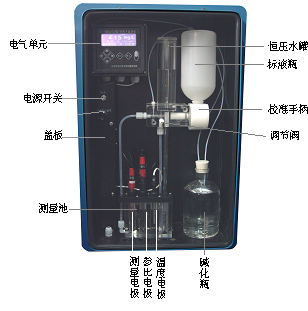 电气单元
恒压水罐
标液瓶
电源开关
校准手柄
盖板
调节阀
测量池
测量电极
参比电极
温度电极
碱化瓶